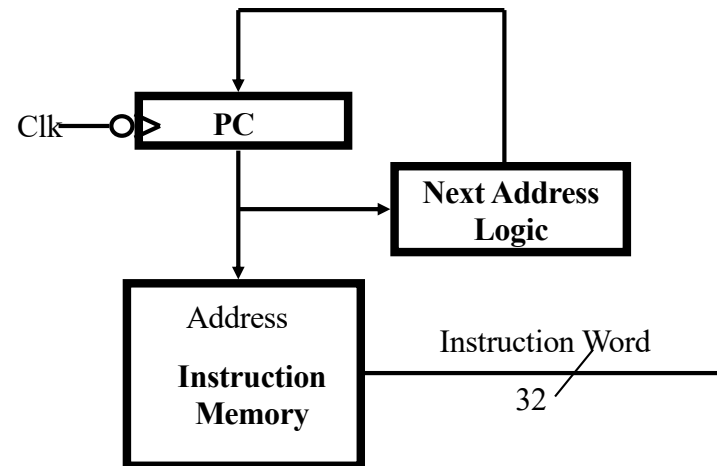 Clk
PC
Next Address
Logic
Address
Instruction
Memory
Instruction Word
32